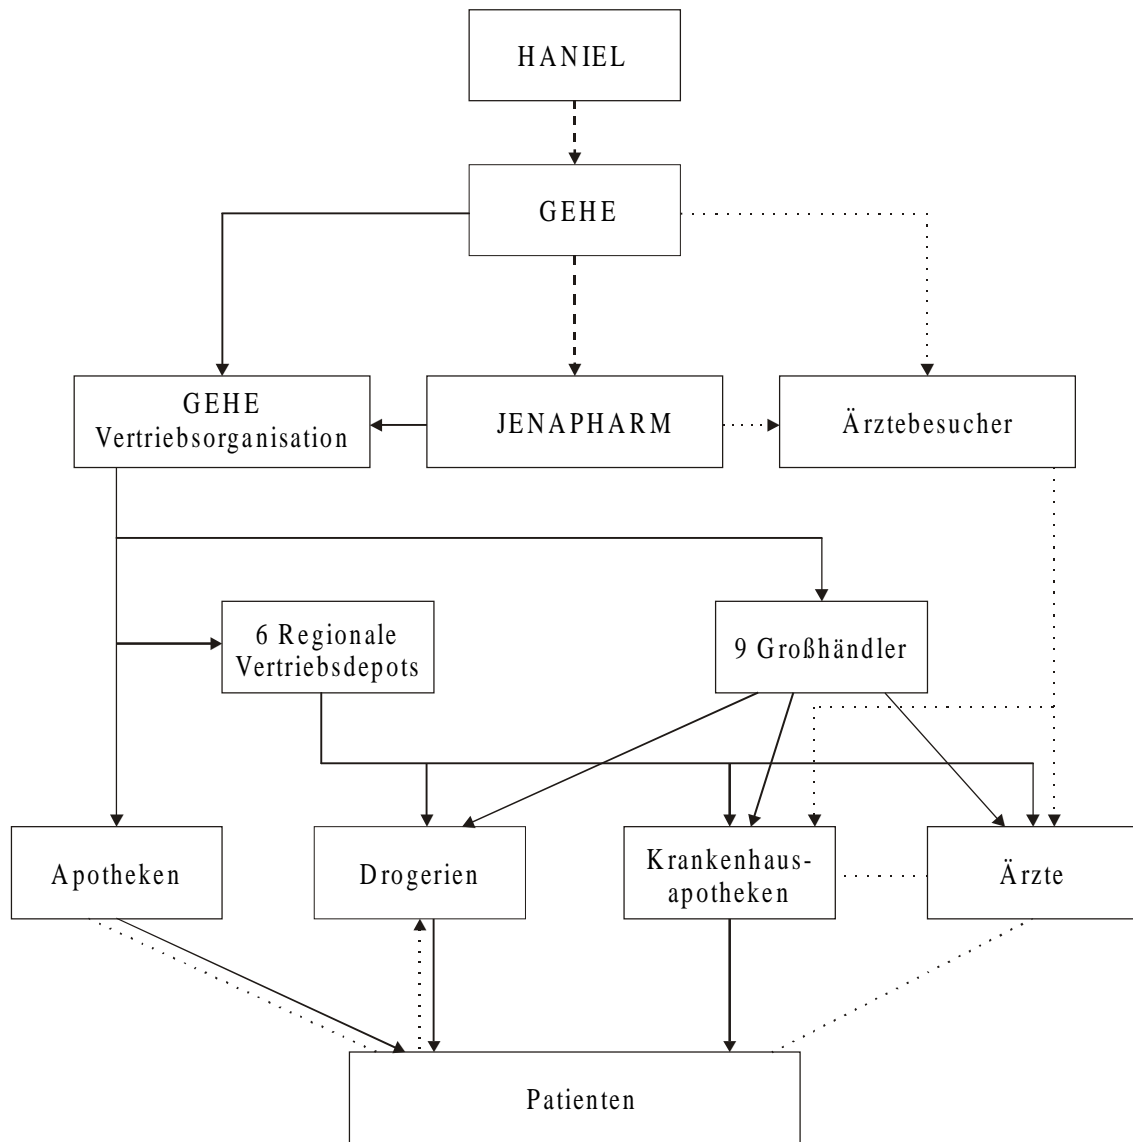 HANIEL
GEHE
GEHE
Vertriebsorganisation
JENAPHARM
Ärztebesucher
6 Regionale
Vertriebsdepots
9 Großhändler
Apotheken
Drogerien
Krankenhaus-
apotheken
Ärzte
Patienten